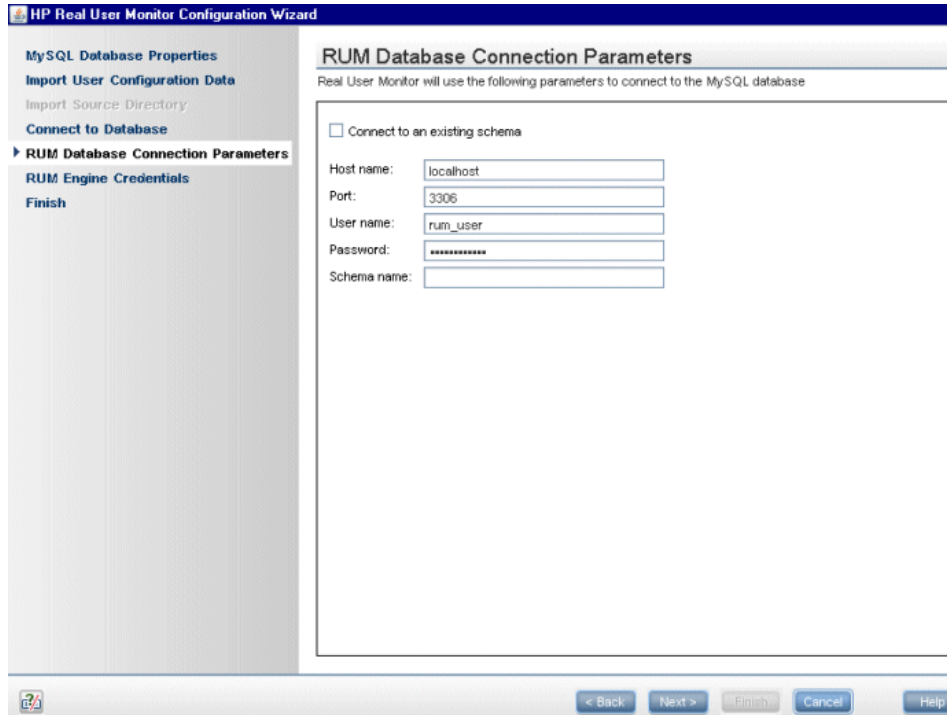 HP Real User Monitor Configuration Wizard
MySQL Database Properties
Import User Configuration Data
Import Source Directory
Connect to Database
RUM Database Connection Parameters
RUM Engine Credentials
Finish
RUM Database Connection Parameters
Real User Monitor will use the following parameters to connect to the MySQL database
Connect to an existing schema
Host name: localhost
Port: 3306
User name: rum_user
Password: ••••••••••••
Schema name:
< Back Next > Finish Cancel Help